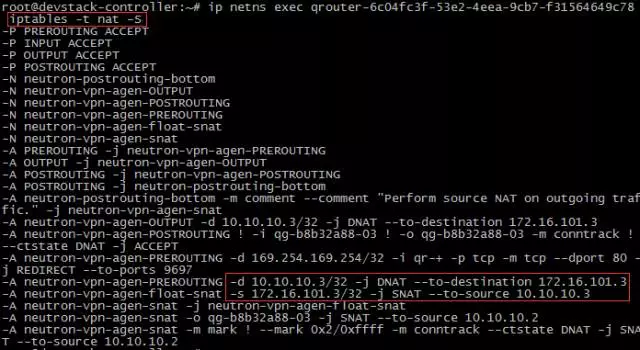 root@devstack-controller:~# ip netns exec qrouter-6c04fc3f-53e2-4eea-9cb7-f31564649c78
iptables -t nat -S
-P PREROUTING ACCEPT
-P INPUT ACCEPT
-P OUTPUT ACCEPT
-P POSTROUTING ACCEPT
-N neutron-postrouting-bottom
-N neutron-vpn-agen-OUTPUT
-N neutron-vpn-agen-POSTROUTING
-N neutron-vpn-agen-PREROUTING
-N neutron-vpn-agen-float-snat
-N neutron-vpn-agen-snat
-A PREROUTING -j neutron-vpn-agen-PREROUTING
-A OUTPUT -j neutron-vpn-agen-OUTPUT
-A POSTROUTING -j neutron-vpn-agen-POSTROUTING
-A POSTROUTING -j neutron-postrouting-bottom
-A neutron-postrouting-bottom -m comment --comment "Perform source NAT on outgoing traf
fic." -j neutron-vpn-agen-snat
-A neutron-vpn-agen-OUTPUT -d 10.10.10.3/32 -j DNAT --to-destination 172.16.101.3
-A neutron-vpn-agen-POSTROUTING ! -i qg-b8b32a88-03 ! -o qg-b8b32a88-03 -m conntrack !
--ctstate DNAT -j ACCEPT
-A neutron-vpn-agen-PREROUTING -d 169.254.169.254/32 -i qr-+ -p tcp -m tcp --dport 80 -
j REDIRECT --to-ports 9697
-A neutron-vpn-agen-PREROUTING -d 10.10.10.3/32 -j DNAT --to-destination 172.16.101.3
-A neutron-vpn-agen-float-snat -s 172.16.101.3/32 -j SNAT --to-source 10.10.10.3
-A neutron-vpn-agen-snat -j neutron-vpn-agen-float-snat
-A neutron-vpn-agen-snat -o qg-b8b32a88-03 -j SNAT --to-source 10.10.10.2
-A neutron-vpn-agen-snat -m mark ! --mark 0x2/0xffff -m conntrack --ctstate DNAT -j SNA
T --to-source 10.10.10.2